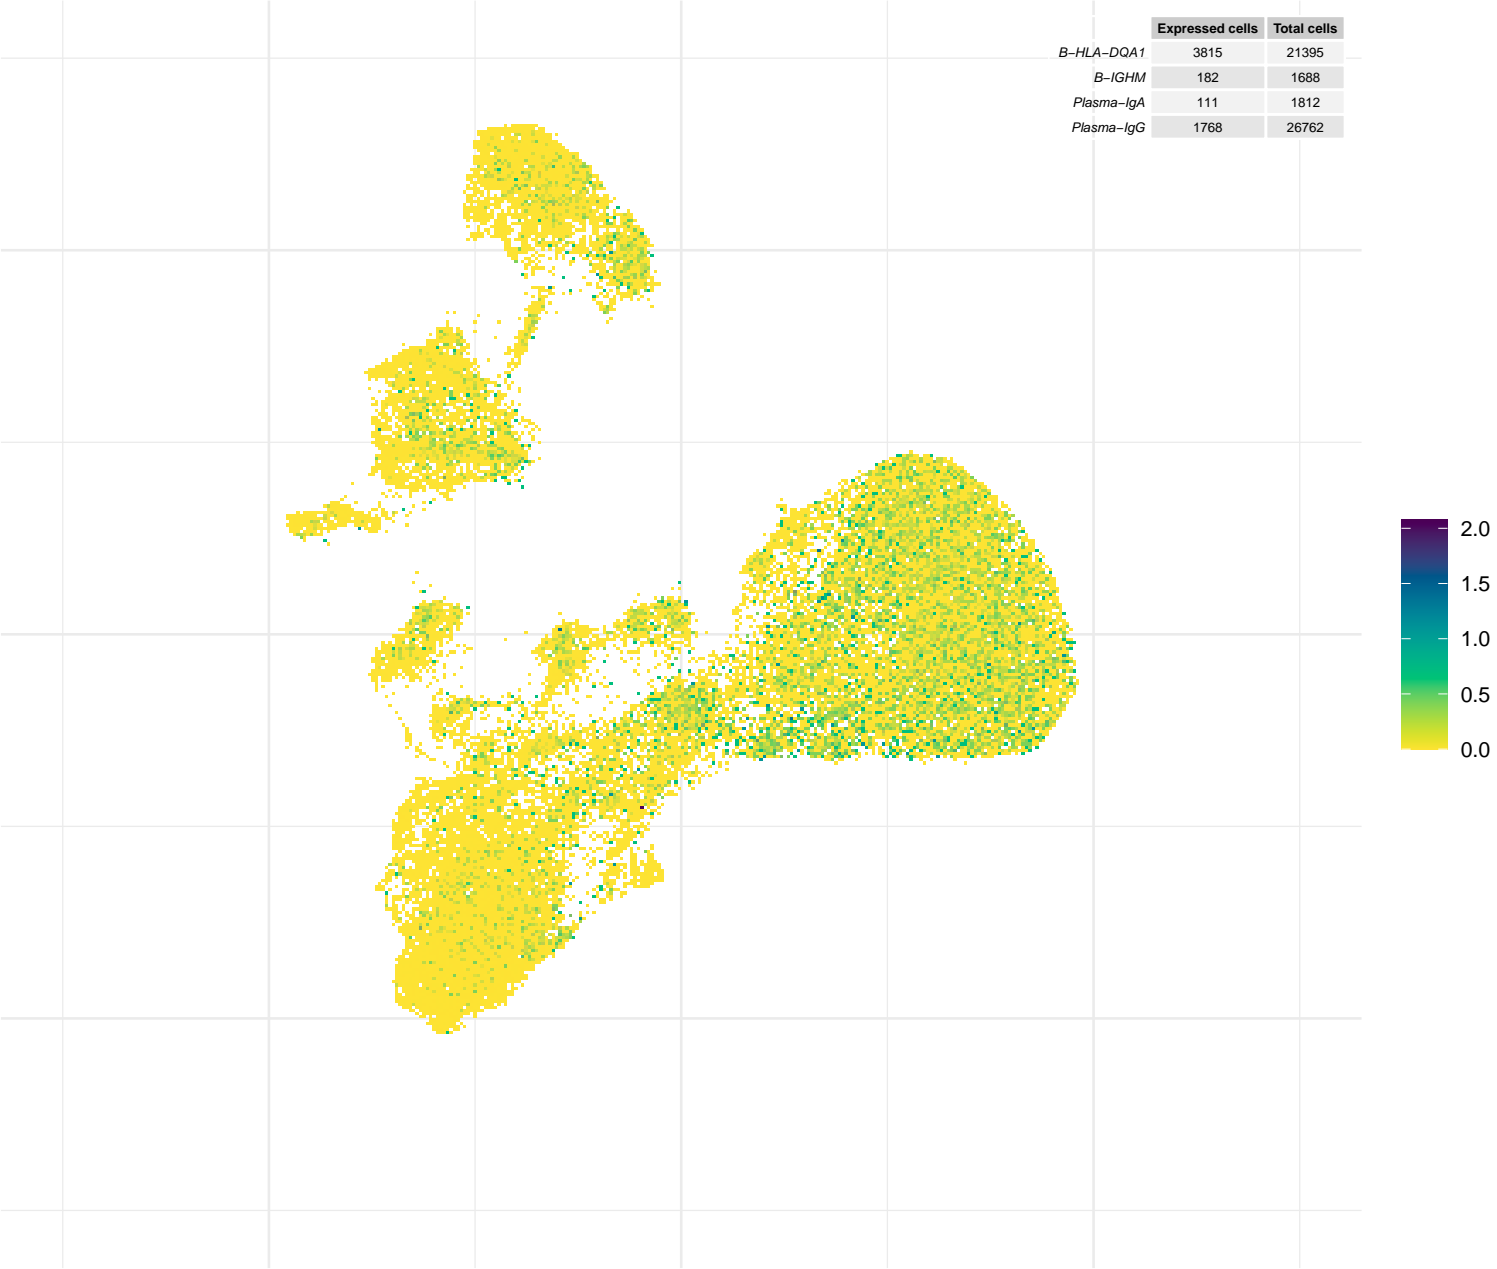 Expressed cells Total cells
B−HLA−DQA1 3815 21395
B−IGHM 182 1688
Plasma−IgA 111 1812
Plasma−IgG 1768 26762
2.0
1.5
1.0
0.5
0.0